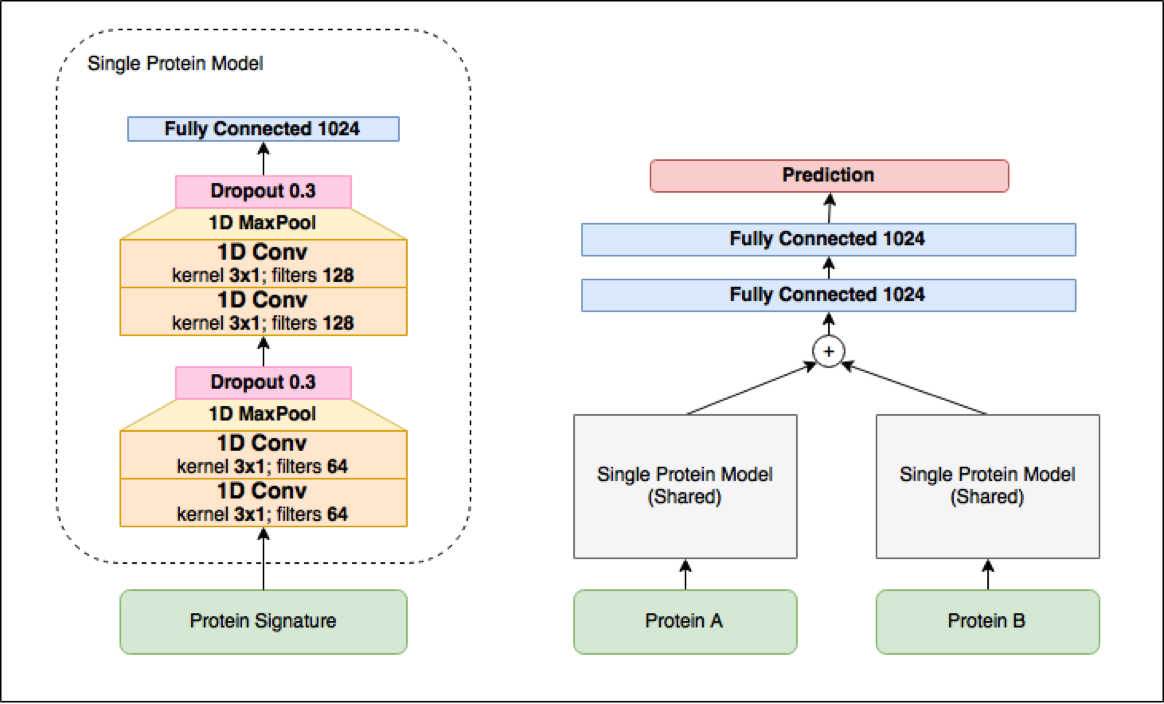 Single Protein Model
Fully Connected 1024
Dropout 0.3
1D MaxPool
1D Conv
kernel 3x1; filters 128
1D Conv
kernel 3x1; filters 128
Dropout 0.3
1D MaxPool
1D Conv
kernel 3x1; filters 64
1D Conv
kernel 3x1; filters 64
Protein Signature
Prediction
Fully Connected 1024
Fully Connected 1024
+
Single Protein Model
(Shared)
Single Protein Model
(Shared)
Protein A
Protein B